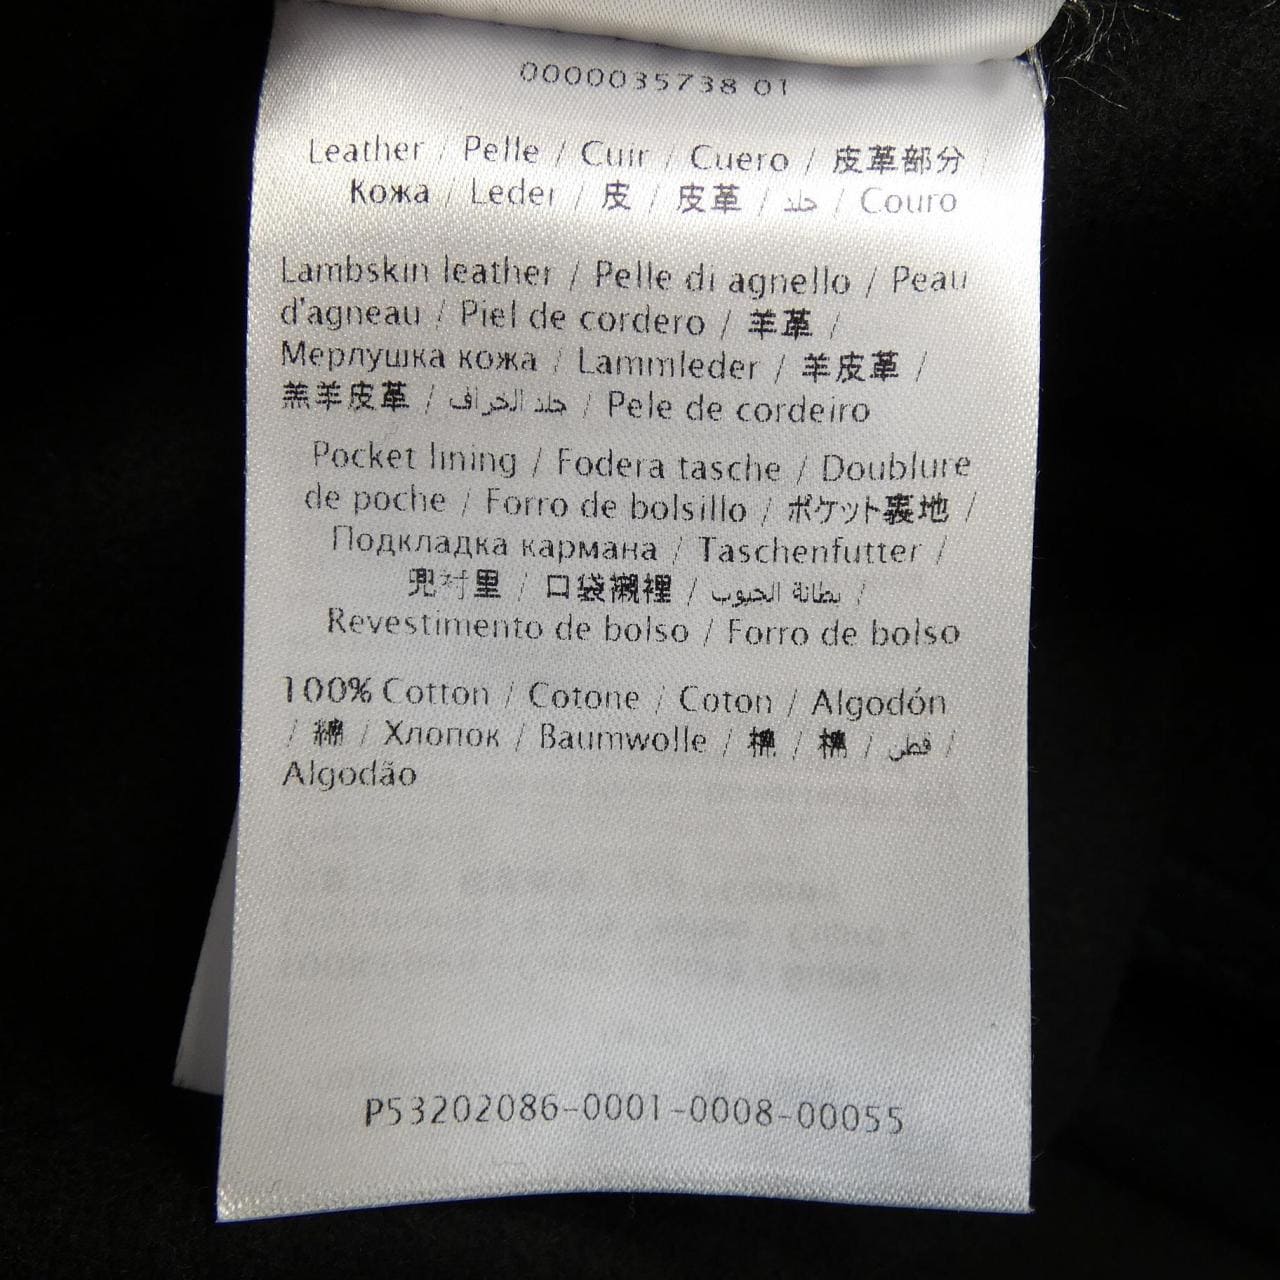 0000035738 01
Leather / Pelle / Cuir / Cuero / 皮革部分 /
Кожа / Leder / 皮 / 皮革 / جلد / Couro
Lambskin leather / Pelle di agnello / Peau
d'agneau / Piel de cordero / 羊革 /
Мерлушка кожа / Lammleder / 羊皮革 /
羔羊皮革 / جلد الخراف / Pele de cordeiro
Pocket lining / Fodera tasche / Doublure
de poche / Forro de bolsillo / ポケット裏地 /
Подкладка кармана / Taschenfutter /
兜衬里 / 口袋襯裡 / بطانة الجيوب /
Revestimento de bolso / Forro de bolso
100% Cotton / Cotone / Coton / Algodón
/ 綿 / Хлопок / Baumwolle / 棉 / 棉 / قطن /
Algodão
P53202086-0001-0008-00055